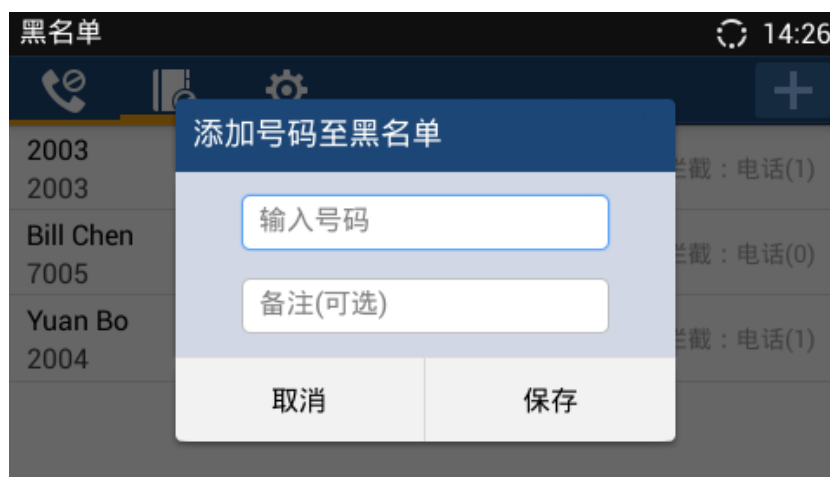 黑名单 14:26
添加号码至黑名单
2003
2003
截：电话(1)
输入号码
Bill Chen
7005
截：电话(0)
备注(可选)
Yuan Bo
2004
截：电话(1)
取消 保存